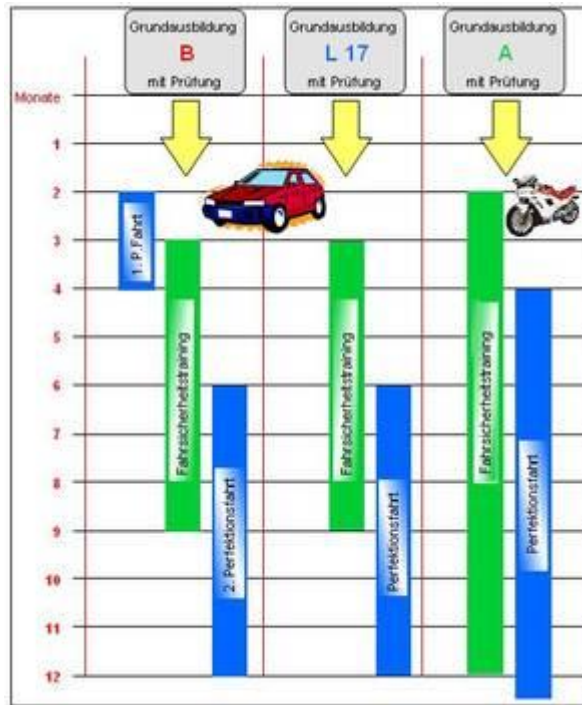 Grundausbildung
B
mit Prüfung
Grundausbildung
L 17
mit Prüfung
Grundausbildung
A
mit Prüfung
Monate
1
2
3
4
5
6
7
8
9
10
11
12
1. P.Fahrt
Fahrsicherheitstraining
2. Perfektionsfahrt
Fahrsicherheitstraining
Perfektionsfahrt
Fahrsicherheitstraining
Perfektionsfahrt